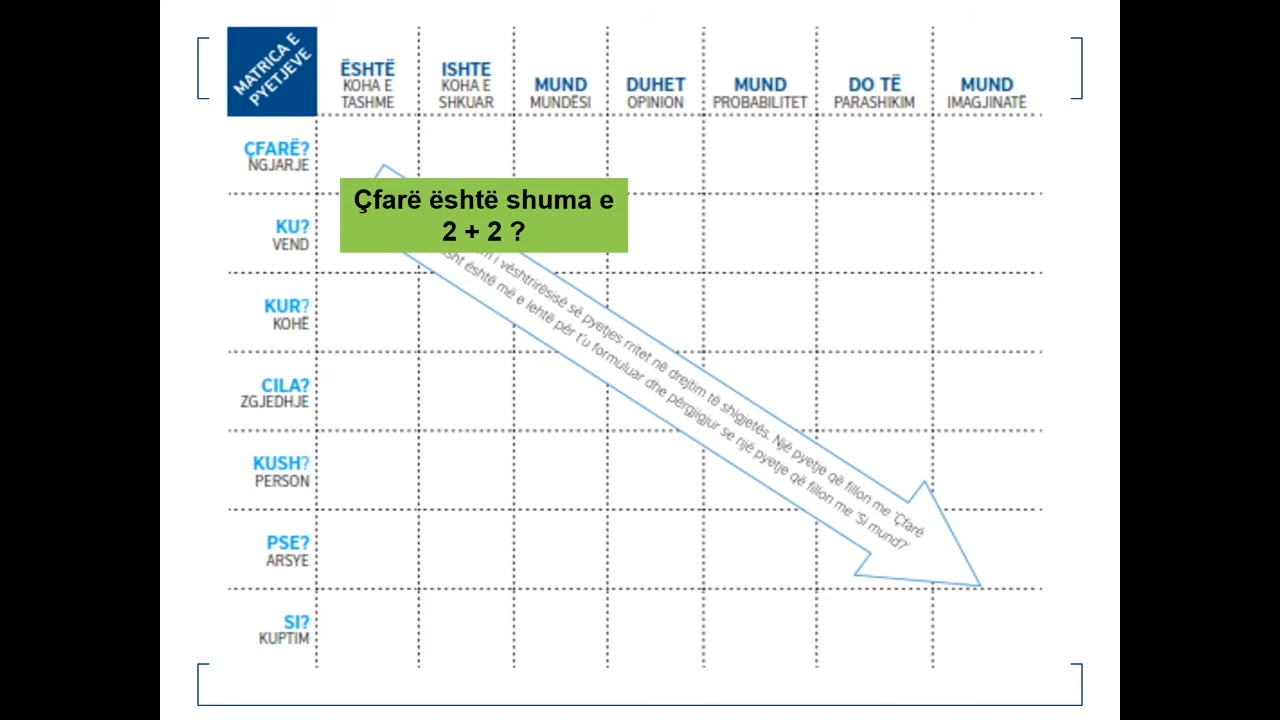 MATRICA E
PYETJEVE
ËSHTË
KOHA E
TASHME
ISHTE
KOHA E
SHKUAR
MUND
MUNDËSI
DUHET
OPINION
MUND
PROBABILITET
DO TË
PARASHIKIM
MUND
IMAGJINATË
ÇFARË?
NGJARJE
KU?
VEND
KUR?
KOHË
CILA?
ZGJEDHJE
KUSH?
PERSON
PSE?
ARSYE
SI?
KUPTIM
Çfarë është shuma e
2 + 2 ?
i vështrirësisë së pyetjes rritet në drejtim të shigjetës. Një pyetje që fillon me 'Çfarë
është më e lehtë për t'u formuluar dhe përgjigjur se një pyetje që fillon me 'Si mund?'